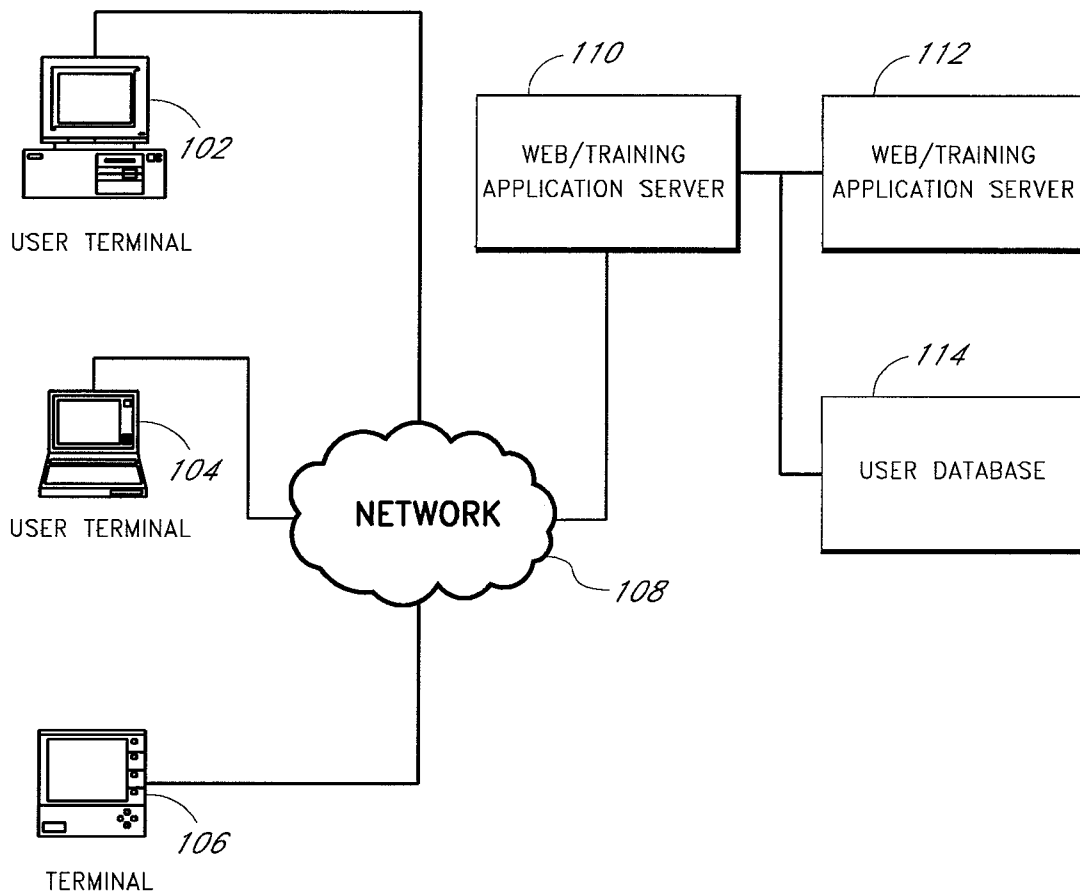 102
USER TERMINAL
104
USER TERMINAL
106
TERMINAL
NETWORK
108
110
WEB/TRAINING
APPLICATION SERVER
112
WEB/TRAINING
APPLICATION SERVER
114
USER DATABASE